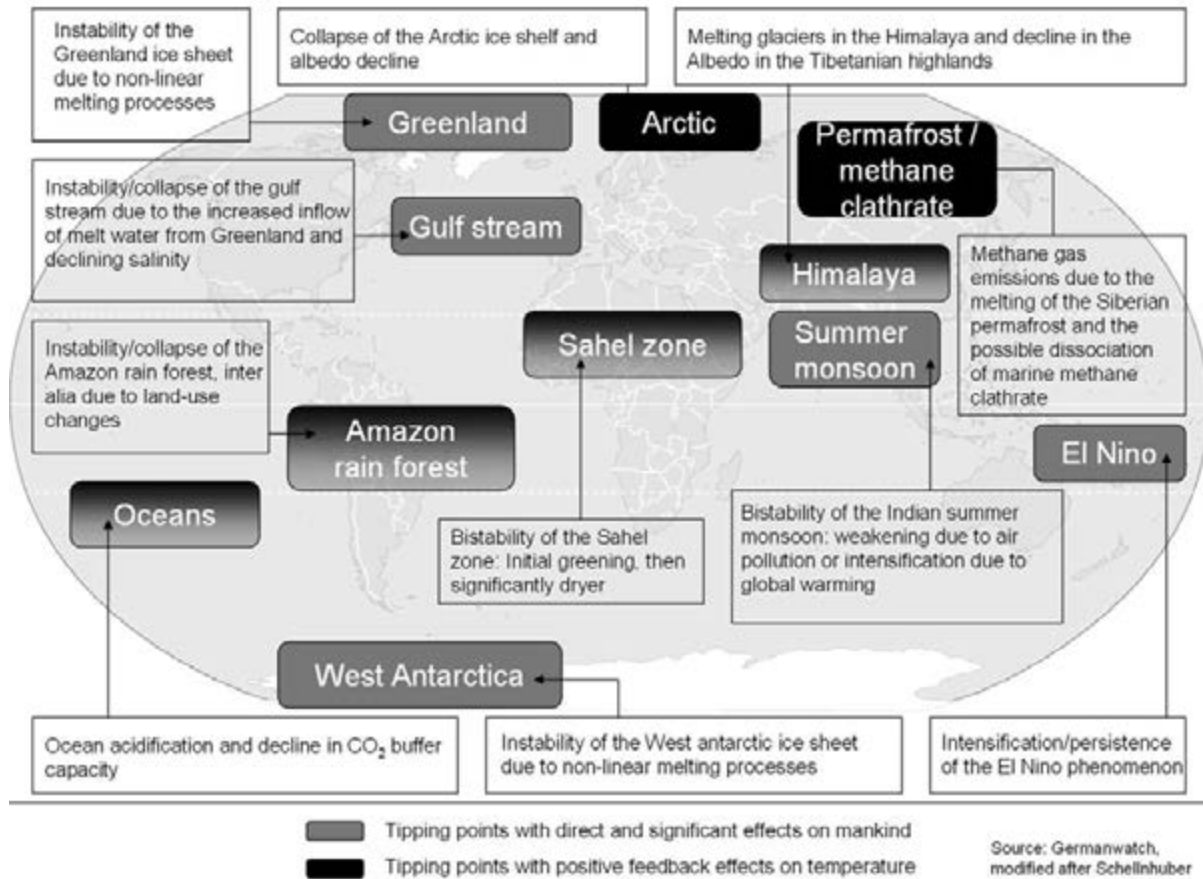 Instability of
the Greenland
ice sheet
due to non-linear
melting processes
Collapse of the Arctic ice shelf and
albedo decline
Melting glaciers in the Himalaya and decline in the
Albedo in the Tibetanian highlands
Greenland
Arctic
Permafrost /
methane
clathrate
Instability/collapse of the gulf
stream due to the increased inflow
of melt water from Greenland and
declining salinity
Gulf stream
Himalaya
Methane gas
emissions due to the
melting of the Siberian
permafrost and the
possible dissociation
of marine methane
clathrate
Instability/collapse of the
Amazon rain forest, inter
alia due to land-use
changes
Sahel zone
Summer
monsoon
Amazon
rain forest
El Nino
Oceans
Bistability of the Sahel
zone: Initial greening, then
significantly dryer
Bistability of the Indian summer
monsoon: weakening due to air
pollution or intensification due to
global warming
West Antarctica
Ocean acidification and decline in CO₂ buffer
capacity
Instability of the West antarctic ice sheet
due to non-linear melting processes
Intensification/persistence
of the El Nino phenomenon
Tipping points with direct and significant effects on mankind
Tipping points with positive feedback effects on temperature
Source: Germanwatch,
modified after Schellnhuber